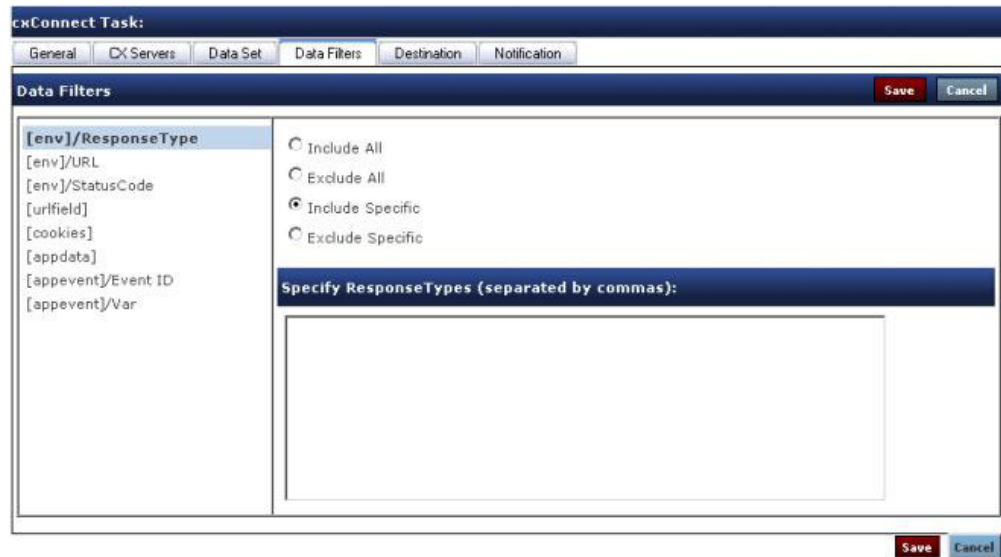 cxConnect Task:
General CX Servers Data Set Data Filters Destination Notification
Data Filters Save Cancel
[env]/ResponseType
[env]/URL
[env]/StatusCode
[urlfield]
[cookies]
[appdata]
[appevent]/Event ID
[appevent]/Var
Include All
Exclude All
Include Specific
Exclude Specific
Specify ResponseTypes (separated by commas):
Save Cancel